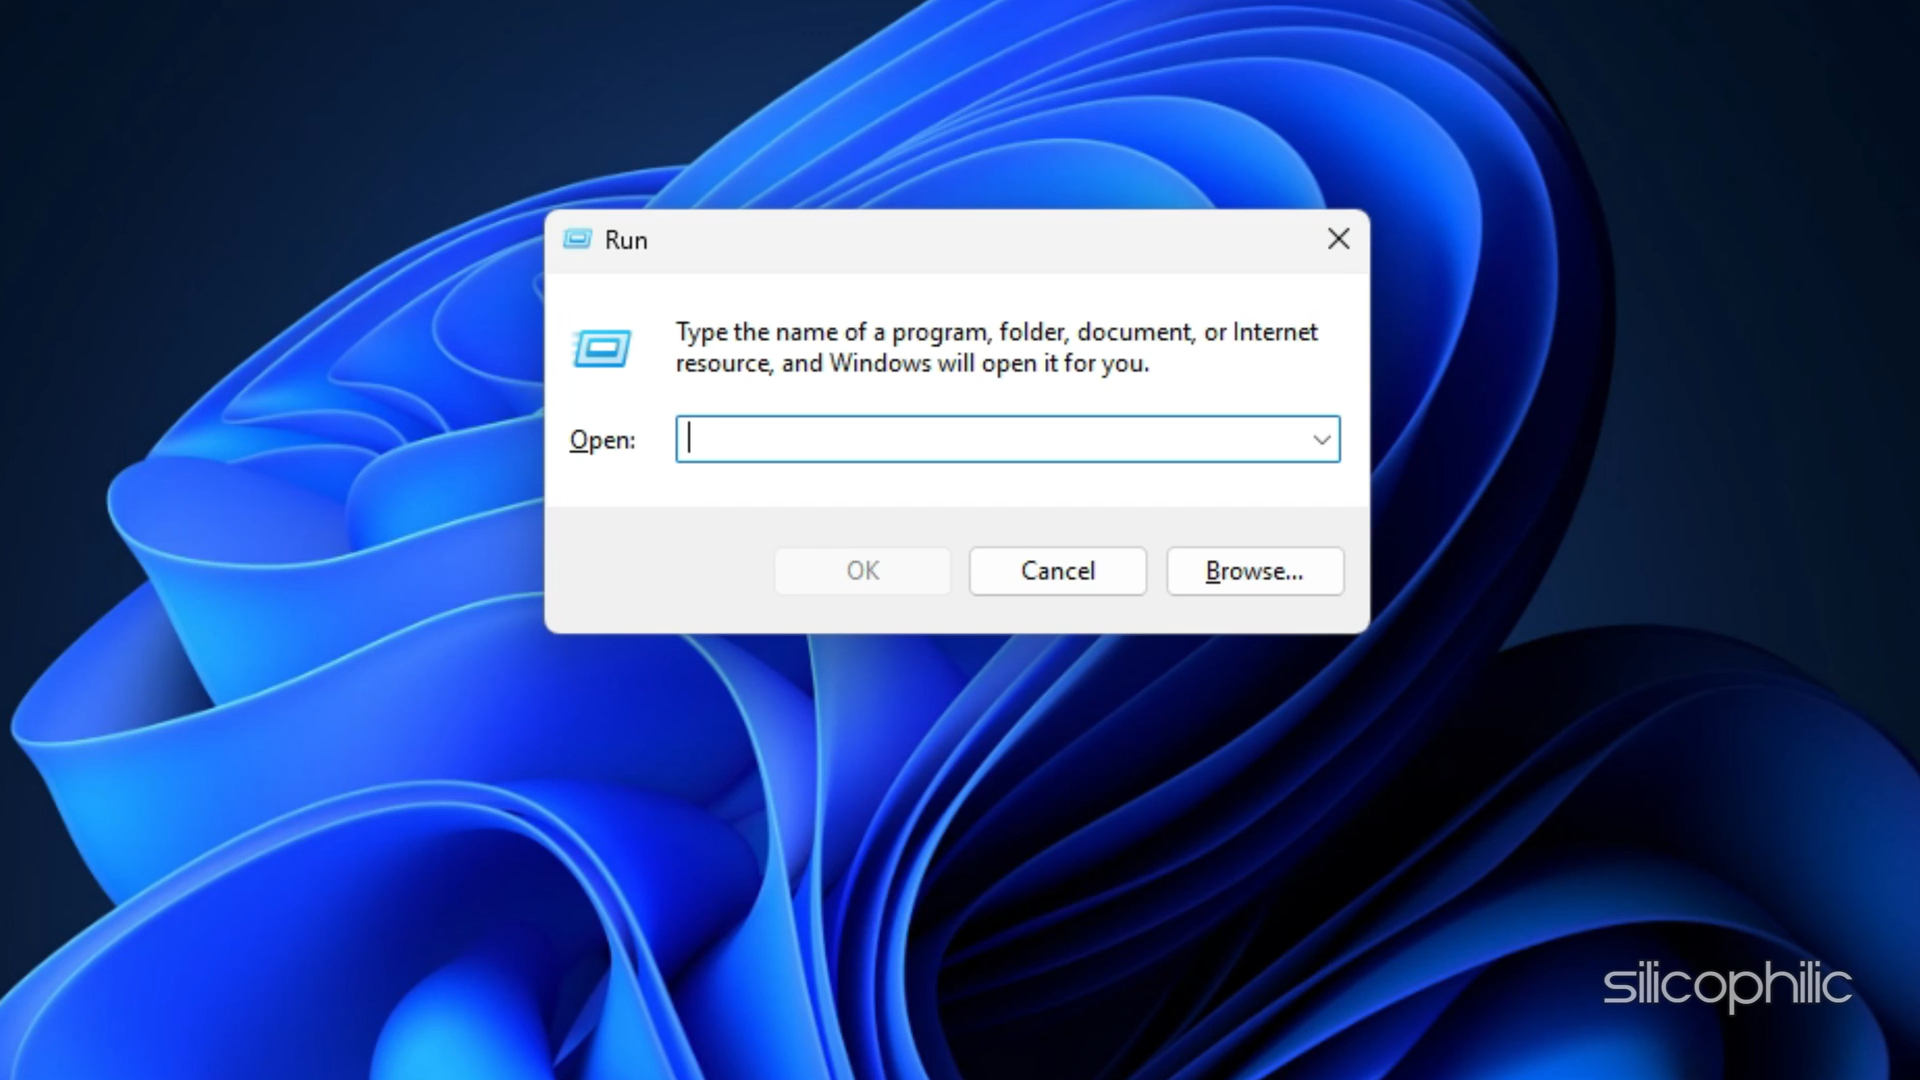 Run
Type the name of a program, folder, document, or Internet
resource, and Windows will open it for you.
Open:
OK
Cancel
Browse...
silicophilic